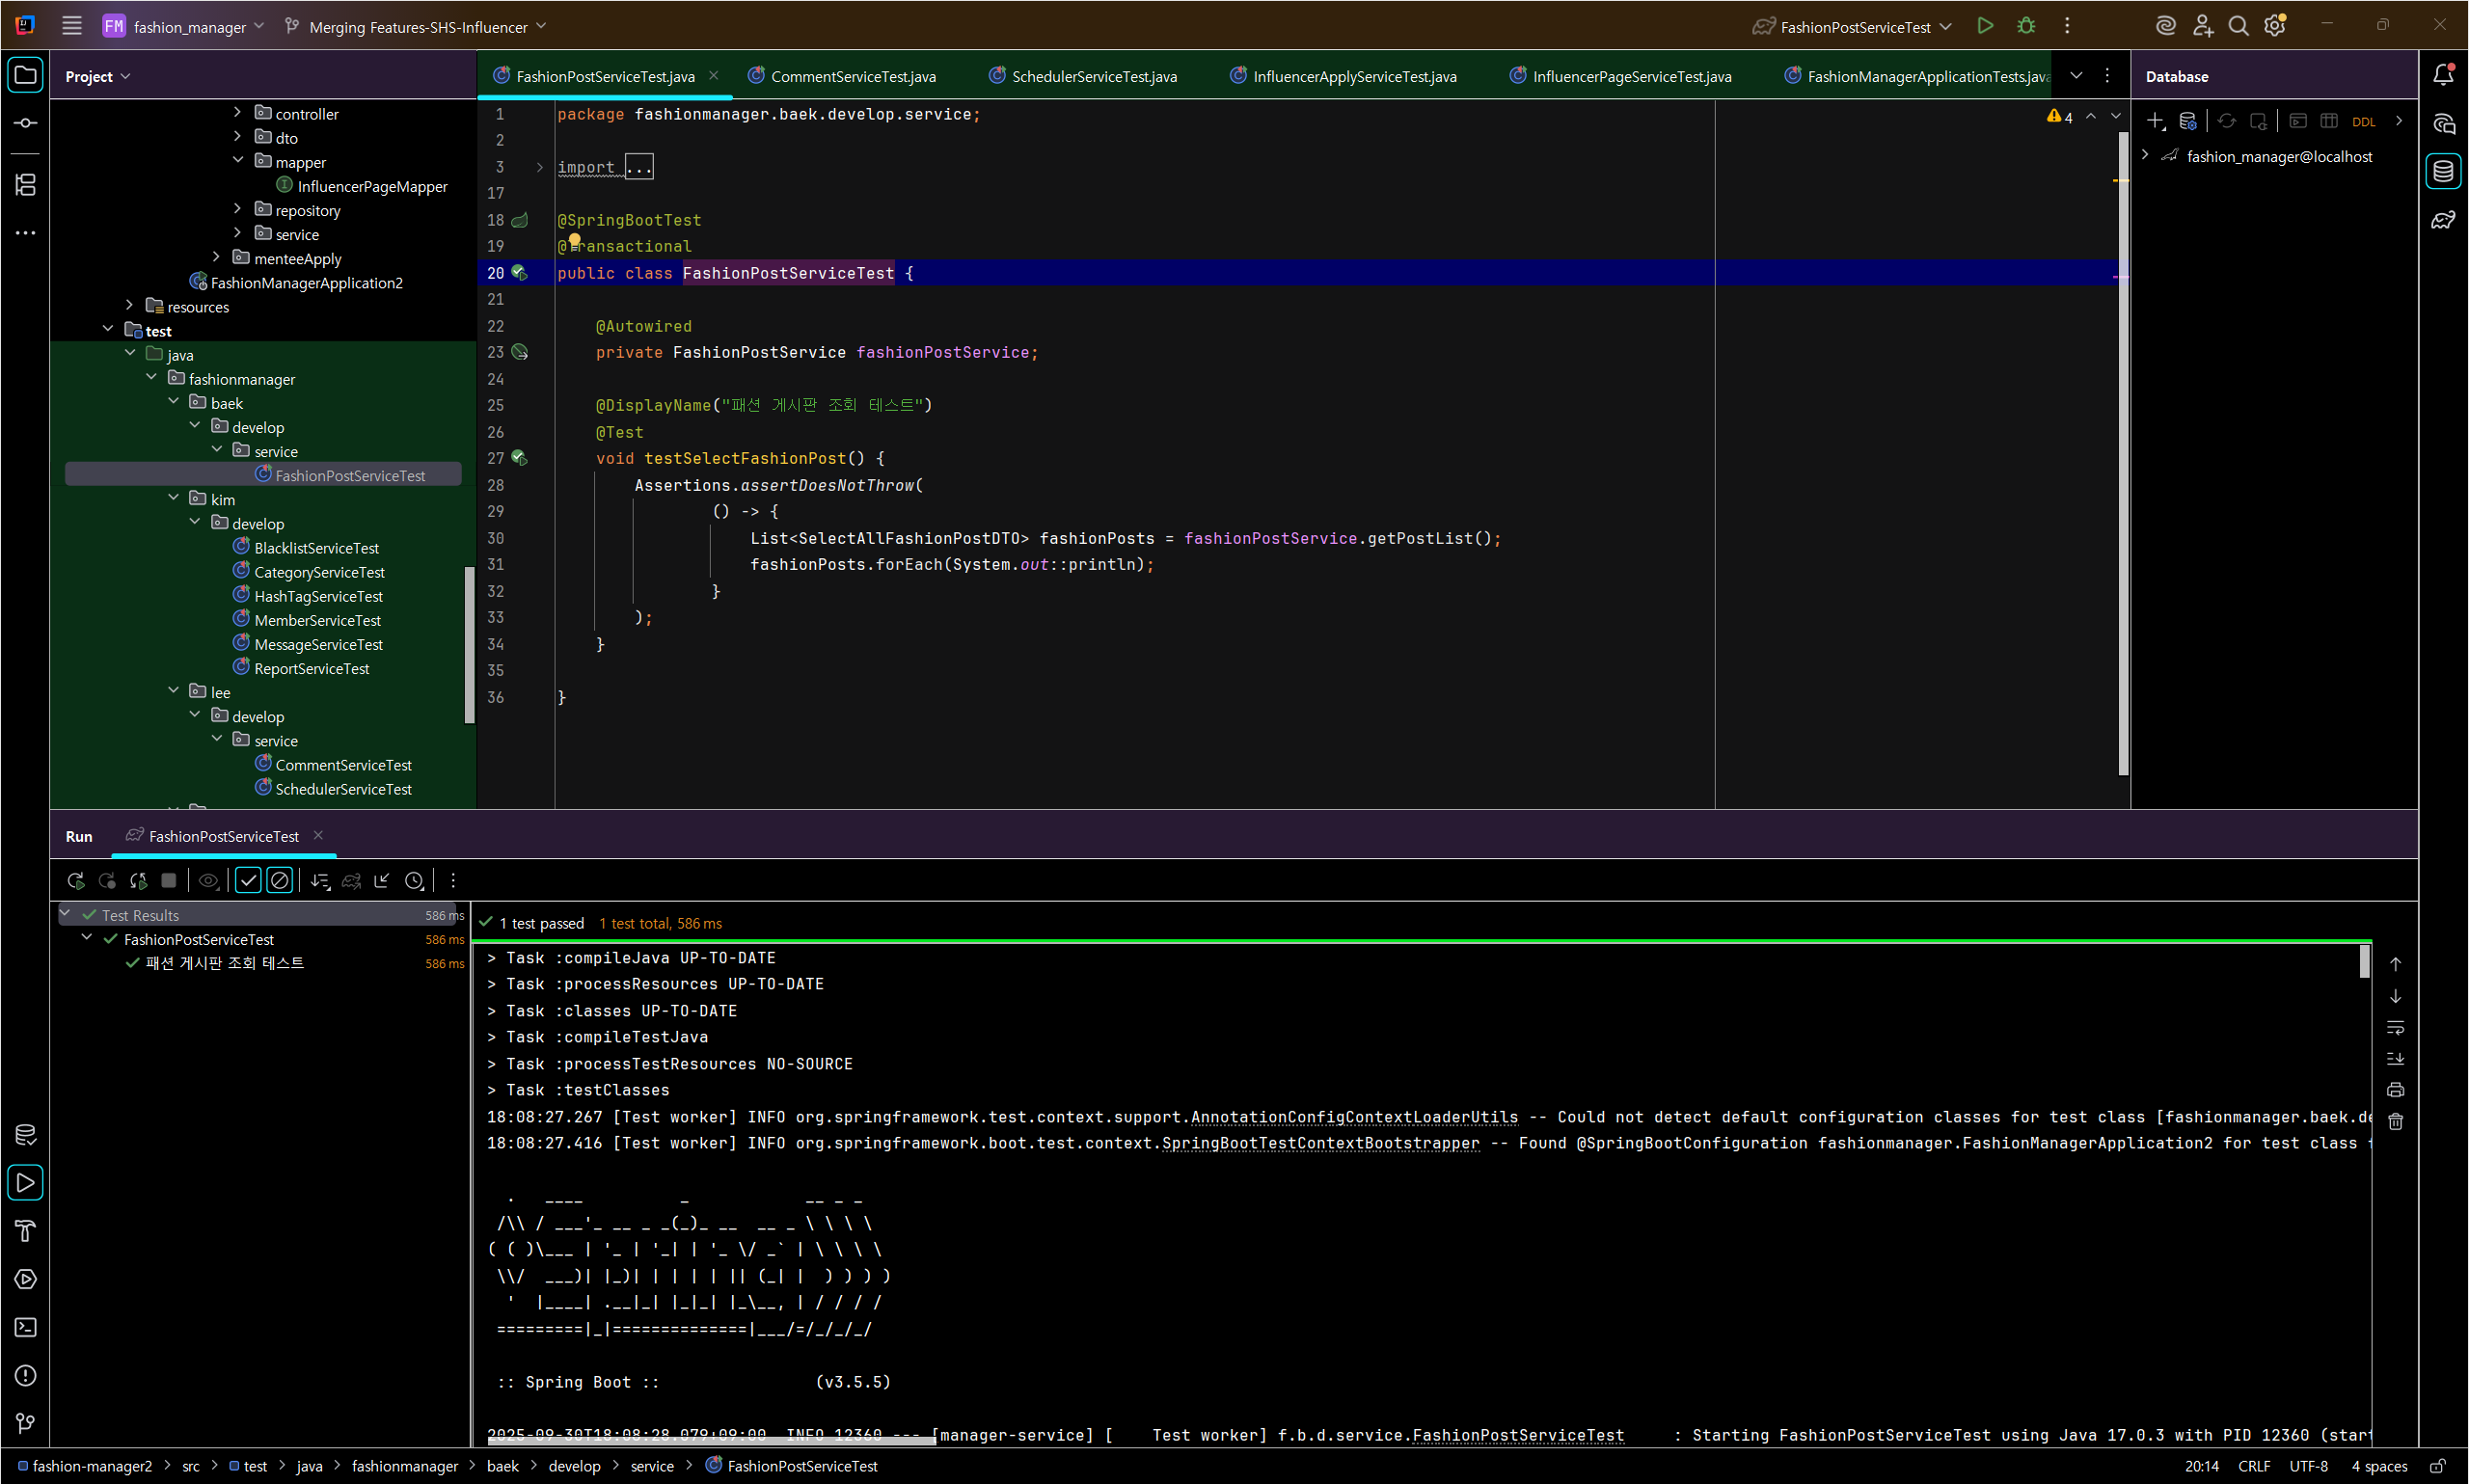 FM fashion_manager Merging Features-SHS-Influencer FashionPostServiceTest
Project
controller
dto
mapper
InfluencerPageMapper
repository
service
menteeApply
FashionManagerApplication2
resources
test
java
fashionmanager
baek
develop
service
FashionPostServiceTest
kim
develop
BlacklistServiceTest
CategoryServiceTest
HashTagServiceTest
MemberServiceTest
MessageServiceTest
ReportServiceTest
lee
develop
service
CommentServiceTest
SchedulerServiceTest
FashionPostServiceTest.java CommentServiceTest.java SchedulerServiceTest.java InfluencerApplyServiceTest.java InfluencerPageServiceTest.java FashionManagerApplicationTests.java
4
1 package fashionmanager.baek.develop.service;
2
3 import ...
17
18 @SpringBootTest
19 @Transactional
20 public class FashionPostServiceTest {
21
22 @Autowired
23 private FashionPostService fashionPostService;
24
25 @DisplayName("패션 게시판 조회 테스트")
26 @Test
27 void testSelectFashionPost() {
28 Assertions.assertDoesNotThrow(
29 () -> {
30 List<SelectAllFashionPostDTO> fashionPosts = fashionPostService.getPostList();
31 fashionPosts.forEach(System.out::println);
32 }
33 );
34 }
35
36 }
Database
DDL
fashion_manager@localhost
Run FashionPostServiceTest
Test Results 586 ms
FashionPostServiceTest 586 ms
패션 게시판 조회 테스트 586 ms
1 test passed 1 test total, 586 ms
> Task :compileJava UP-TO-DATE
> Task :processResources UP-TO-DATE
> Task :classes UP-TO-DATE
> Task :compileTestJava
> Task :processTestResources NO-SOURCE
> Task :testClasses
18:08:27.267 [Test worker] INFO org.springframework.test.context.support.AnnotationConfigContextLoaderUtils -- Could not detect default configuration classes for test class [fashionmanager.baek.de
18:08:27.416 [Test worker] INFO org.springframework.boot.test.context.SpringBootTestContextBootstrapper -- Found @SpringBootConfiguration fashionmanager.FashionManagerApplication2 for test class
:: Spring Boot :: (v3.5.5)
2025-09-30T18:08:28.079+09:00 INFO 12360 --- [manager-service] [ Test worker] f.b.d.service.FashionPostServiceTest : Starting FashionPostServiceTest using Java 17.0.3 with PID 12360 (start
fashion-manager2 > src > test > java > fashionmanager > baek > develop > service > FashionPostServiceTest
20:14 CRLF UTF-8 4 spaces